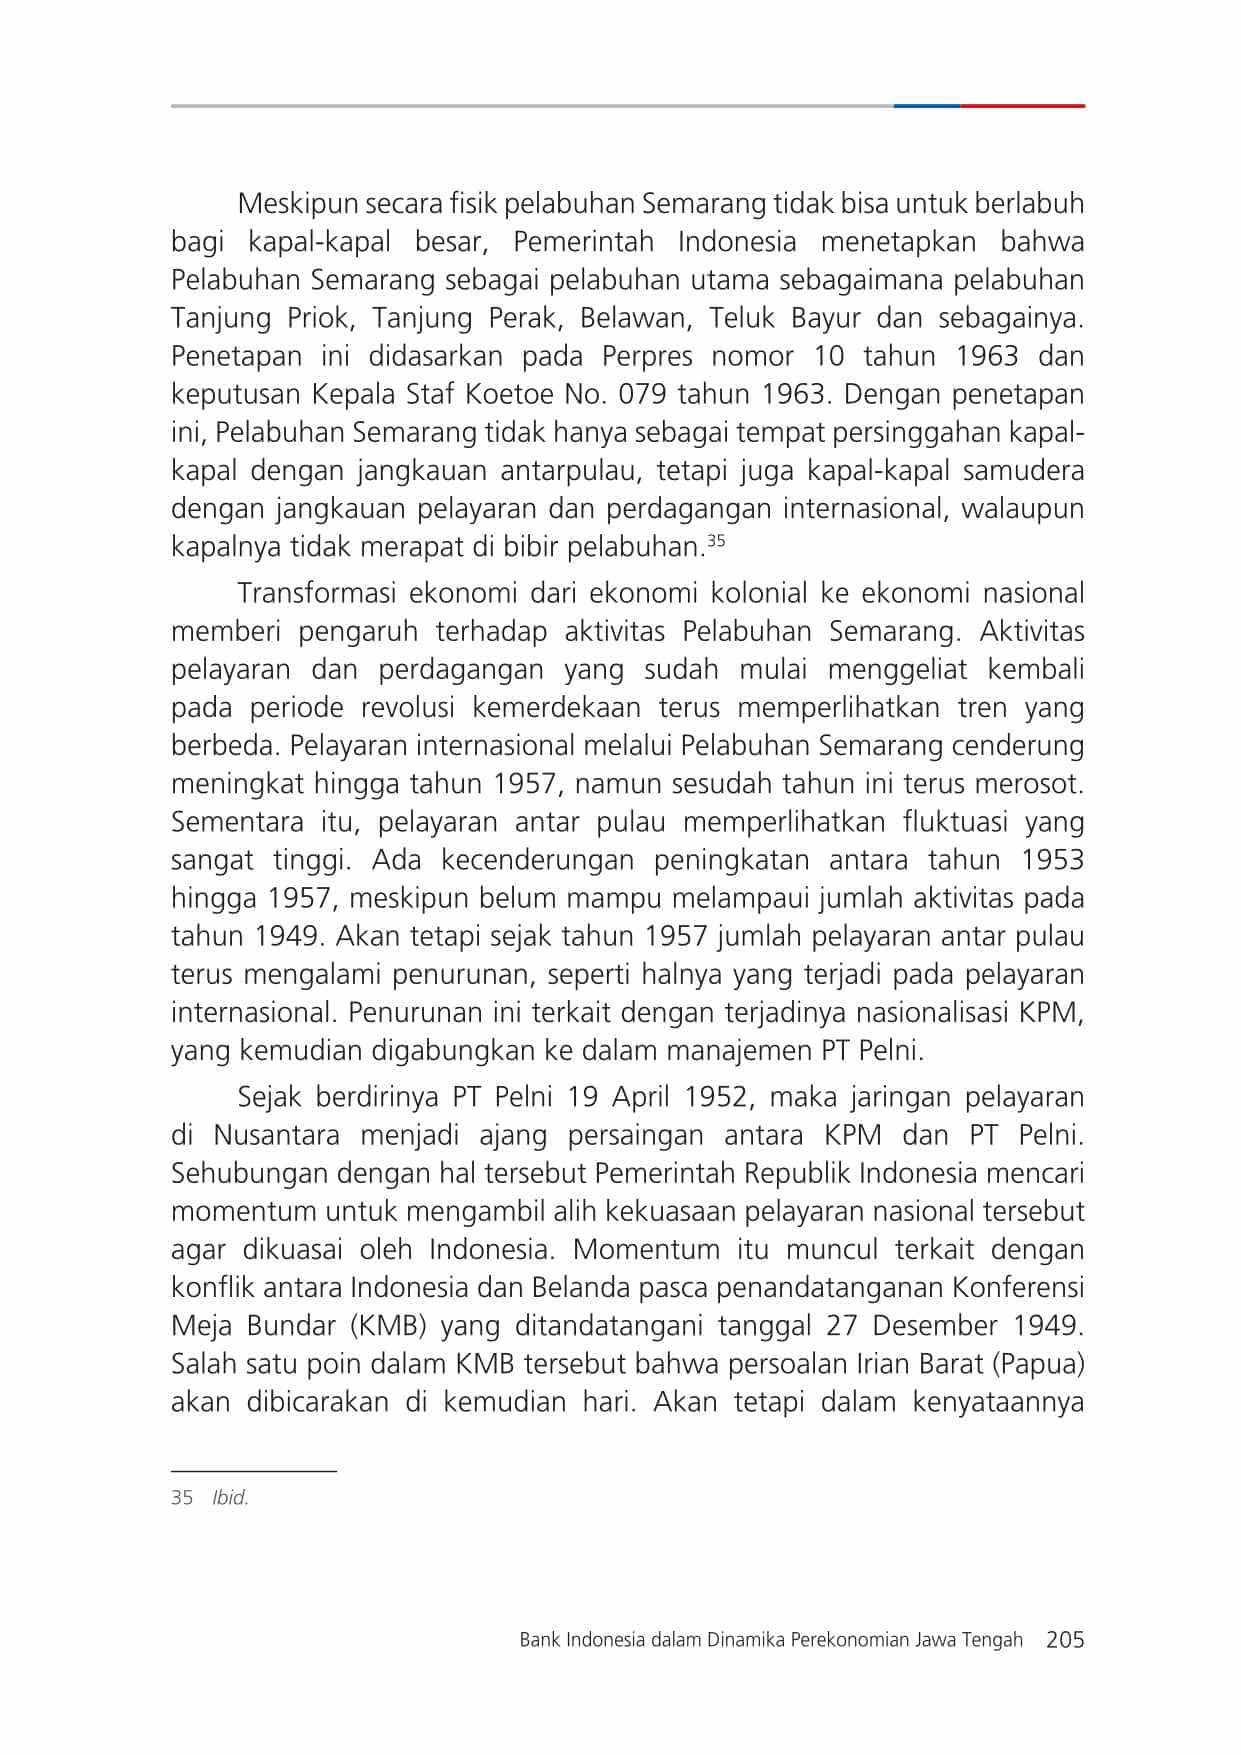 Meskipun secara fisik pelabuhan Semarang tidak bisa untuk berlabuh
bagi kapal-kapal besar, Pemerintah Indonesia menetapkan bahwa
Pelabuhan Semarang sebagai pelabuhan utama sebagaimana pelabuhan
Tanjung Priok, Tanjung Perak, Belawan, Teluk Bayur dan sebagainya.
Penetapan ini didasarkan pada Perpres nomor 10 tahun 1963 dan
keputusan Kepala Staf Koetoe No. 079 tahun 1963. Dengan penetapan
ini, Pelabuhan Semarang tidak hanya sebagai tempat persinggahan kapal-
kapal dengan jangkauan antarpulau, tetapi juga kapal-kapal samudera
dengan jangkauan pelayaran dan perdagangan internasional, walaupun
kapalnya tidak merapat di bibir pelabuhan.35
Transformasi ekonomi dari ekonomi kolonial ke ekonomi nasional
memberi pengaruh terhadap aktivitas Pelabuhan Semarang. Aktivitas
pelayaran dan perdagangan yang sudah mulai menggeliat kembali
pada periode revolusi kemerdekaan terus memperlihatkan tren yang
berbeda. Pelayaran internasional melalui Pelabuhan Semarang cenderung
meningkat hingga tahun 1957, namun sesudah tahun ini terus merosot.
Sementara itu, pelayaran antar pulau memperlihatkan fluktuasi yang
sangat tinggi. Ada kecenderungan peningkatan antara tahun 1953
hingga 1957, meskipun belum mampu melampaui jumlah aktivitas pada
tahun 1949. Akan tetapi sejak tahun 1957 jumlah pelayaran antar pulau
terus mengalami penurunan, seperti halnya yang terjadi pada pelayaran
internasional. Penurunan ini terkait dengan terjadinya nasionalisasi KPM,
yang kemudian digabungkan ke dalam manajemen PT Pelni.
Sejak berdirinya PT Pelni 19 April 1952, maka jaringan pelayaran
di Nusantara menjadi ajang persaingan antara KPM dan PT Pelni.
Sehubungan dengan hal tersebut Pemerintah Republik Indonesia mencari
momentum untuk mengambil alih kekuasaan pelayaran nasional tersebut
agar dikuasai oleh Indonesia. Momentum itu muncul terkait dengan
konflik antara Indonesia dan Belanda pasca penandatanganan Konferensi
Meja Bundar (KMB) yang ditandatangani tanggal 27 Desember 1949.
Salah satu poin dalam KMB tersebut bahwa persoalan Irian Barat (Papua)
akan dibicarakan di kemudian hari. Akan tetapi dalam kenyataannya
35 Ibid.
Bank Indonesia dalam Dinamika Perekonomian Jawa Tengah 205